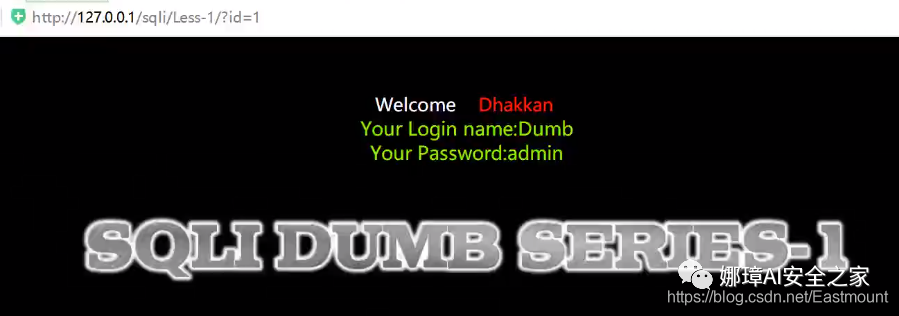 http://127.0.0.1/sqli/Less-1/?id=1
Welcome Dhakkan
Your Login name:Dumb
Your Password:admin
SQLI DUMB SERIES-1
娜璋AI安全之家
https://blog.csdn.net/Eastmount